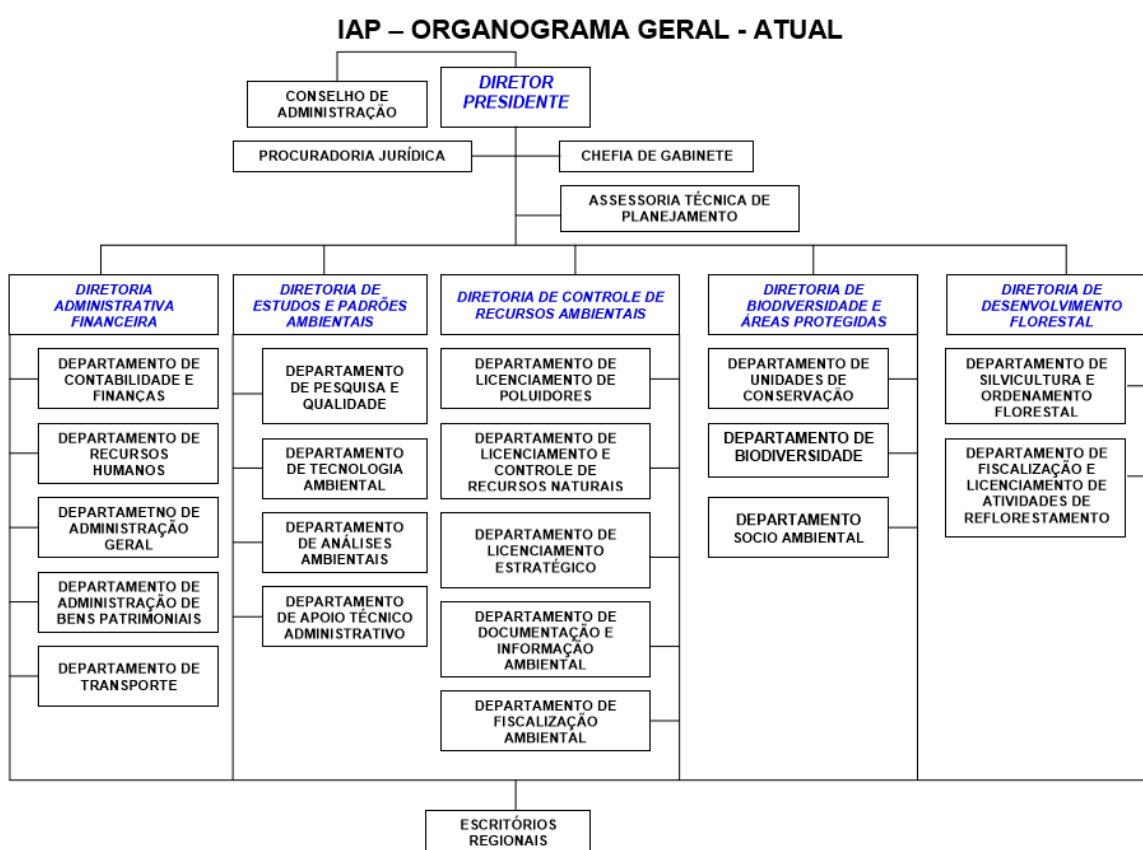 IAP – ORGANOGRAMA GERAL - ATUAL
DIRETOR
PRESIDENTE
CONSELHO DE
ADMINISTRAÇÃO
PROCURADORIA JURÍDICA
CHEFIA DE GABINETE
ASSESSORIA TÉCNICA DE
PLANEJAMENTO
DIRETORIA
ADMINISTRATIVA
FINANCEIRA
DEPARTAMENTO DE
CONTABILIDADE E
FINANÇAS
DEPARTAMENTO DE
RECURSOS
HUMANOS
DEPARTAMETNO DE
ADMINISTRAÇÃO
GERAL
DEPARTAMENTO DE
ADMINISTRAÇÃO DE
BENS PATRIMONIAIS
DEPARTAMENTO DE
TRANSPORTE
DIRETORIA DE
ESTUDOS E PADRÕES
AMBIENTAIS
DEPARTAMENTO
DE PESQUISA E
QUALIDADE
DEPARTAMENTO
DE TECNOLOGIA
AMBIENTAL
DEPARTAMENTO
DE ANÁLISES
AMBIENTAIS
DEPARTAMENTO
DE APOIO TÉCNICO
ADMINISTRATIVO
DIRETORIA DE CONTROLE DE
RECURSOS AMBIENTAIS
DEPARTAMENTO DE
LICENCIAMENTO DE
POLUIDORES
DEPARTAMENTO DE
LICENCIAMENTO E
CONTROLE DE
RECURSOS NATURAIS
DEPARTAMENTO DE
LICENCIAMENTO
ESTRATÉGICO
DEPARTAMENTO DE
DOCUMENTAÇÃO E
INFORMAÇÃO
AMBIENTAL
DEPARTAMENTO DE
FISCALIZAÇÃO
AMBIENTAL
DIRETORIA DE
BIODIVERSIDADE E
ÁREAS PROTEGIDAS
DEPARTAMENTO DE
UNIDADES DE
CONSERVAÇÃO
DEPARTAMENTO DE
BIODIVERSIDADE
DEPARTAMENTO
SOCIO AMBIENTAL
DIRETORIA DE
DESENVOLVIMENTO
FLORESTAL
DEPARTAMENTO DE
SILVICULTURA E
ORDENAMENTO
FLORESTAL
DEPARTAMENTO DE
FISCALIZAÇÃO E
LICENCIAMENTO DE
ATIVIDADES DE
REFLORESTAMENTO
ESCRITÓRIOS
REGIONAIS